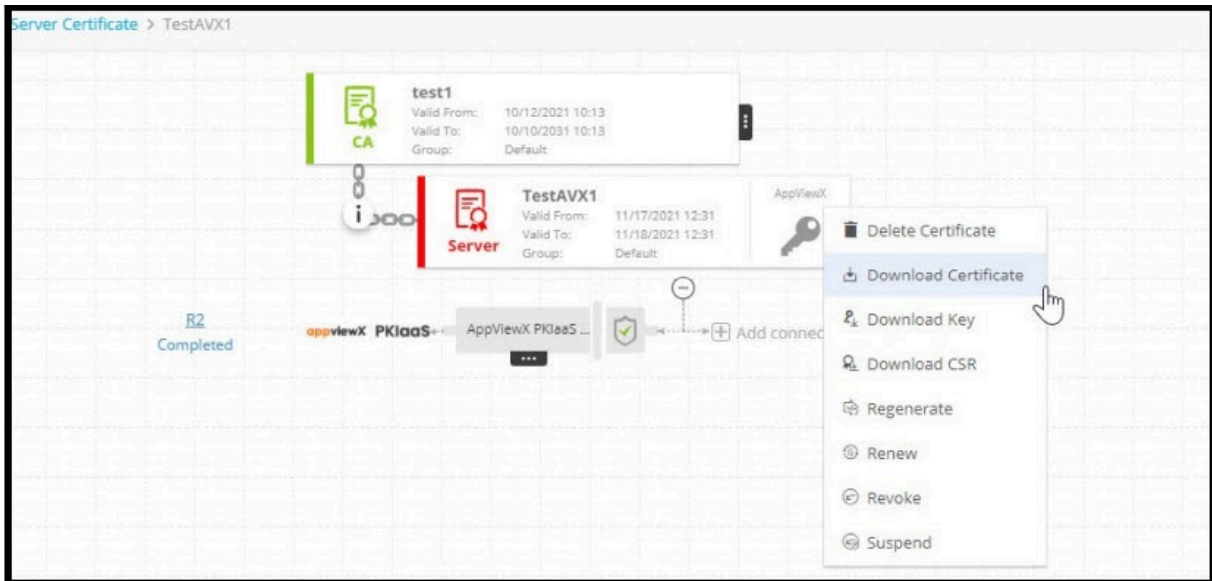 Server Certificate > TestAVX1
test1
Valid From: 10/12/2021 10:13
Valid To: 10/10/2031 10:13
Group: Default
CA
TestAVX1
Valid From: 11/17/2021 12:31
Valid To: 11/18/2021 12:31
Group: Default
Server
AppViewX
i
Delete Certificate
Download Certificate
Download Key
Download CSR
Regenerate
Renew
Revoke
Suspend
R2
Completed
appviewX PKIaaS
AppViewX PKIaaS ...
Add connec